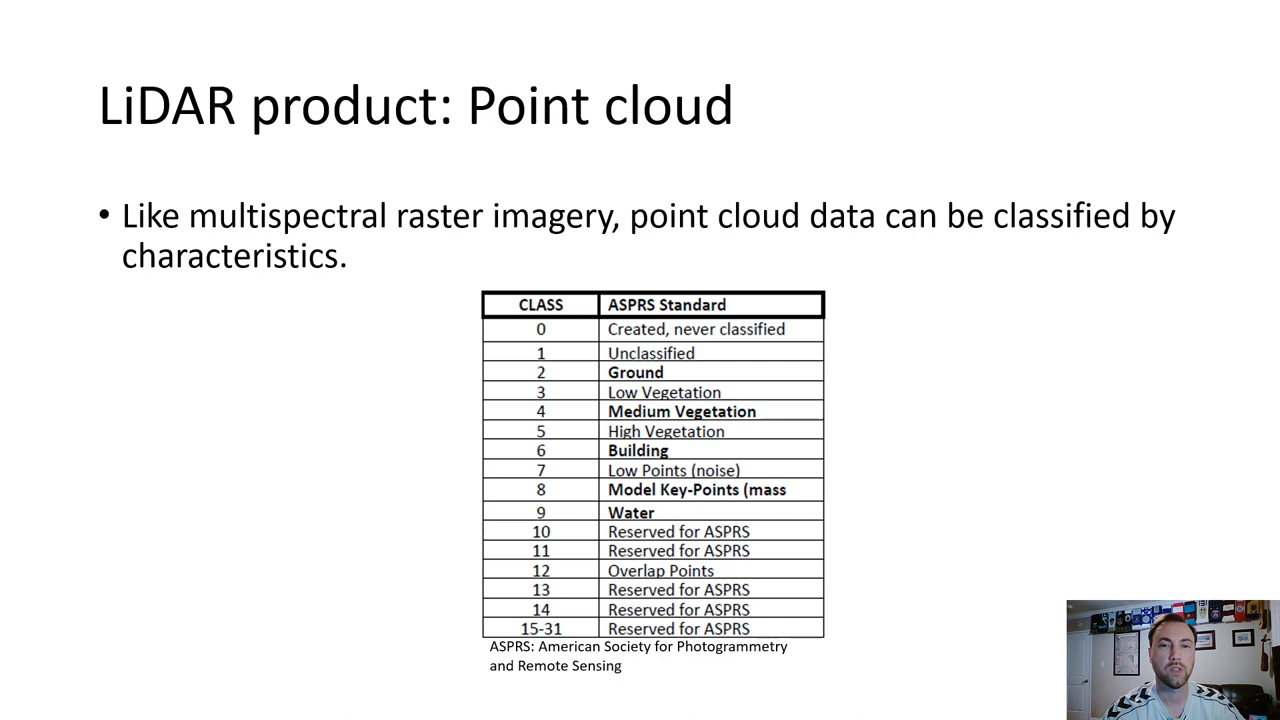 LiDAR product: Point cloud
• Like multispectral raster imagery, point cloud data can be classified by
characteristics.
CLASS ASPRS Standard
0 Created, never classified
1 Unclassified
2 Ground
3 Low Vegetation
4 Medium Vegetation
5 High Vegetation
6 Building
7 Low Points (noise)
8 Model Key-Points (mass
9 Water
10 Reserved for ASPRS
11 Reserved for ASPRS
12 Overlap Points
13 Reserved for ASPRS
14 Reserved for ASPRS
15-31 Reserved for ASPRS
ASPRS: American Society for Photogrammetry
and Remote Sensing